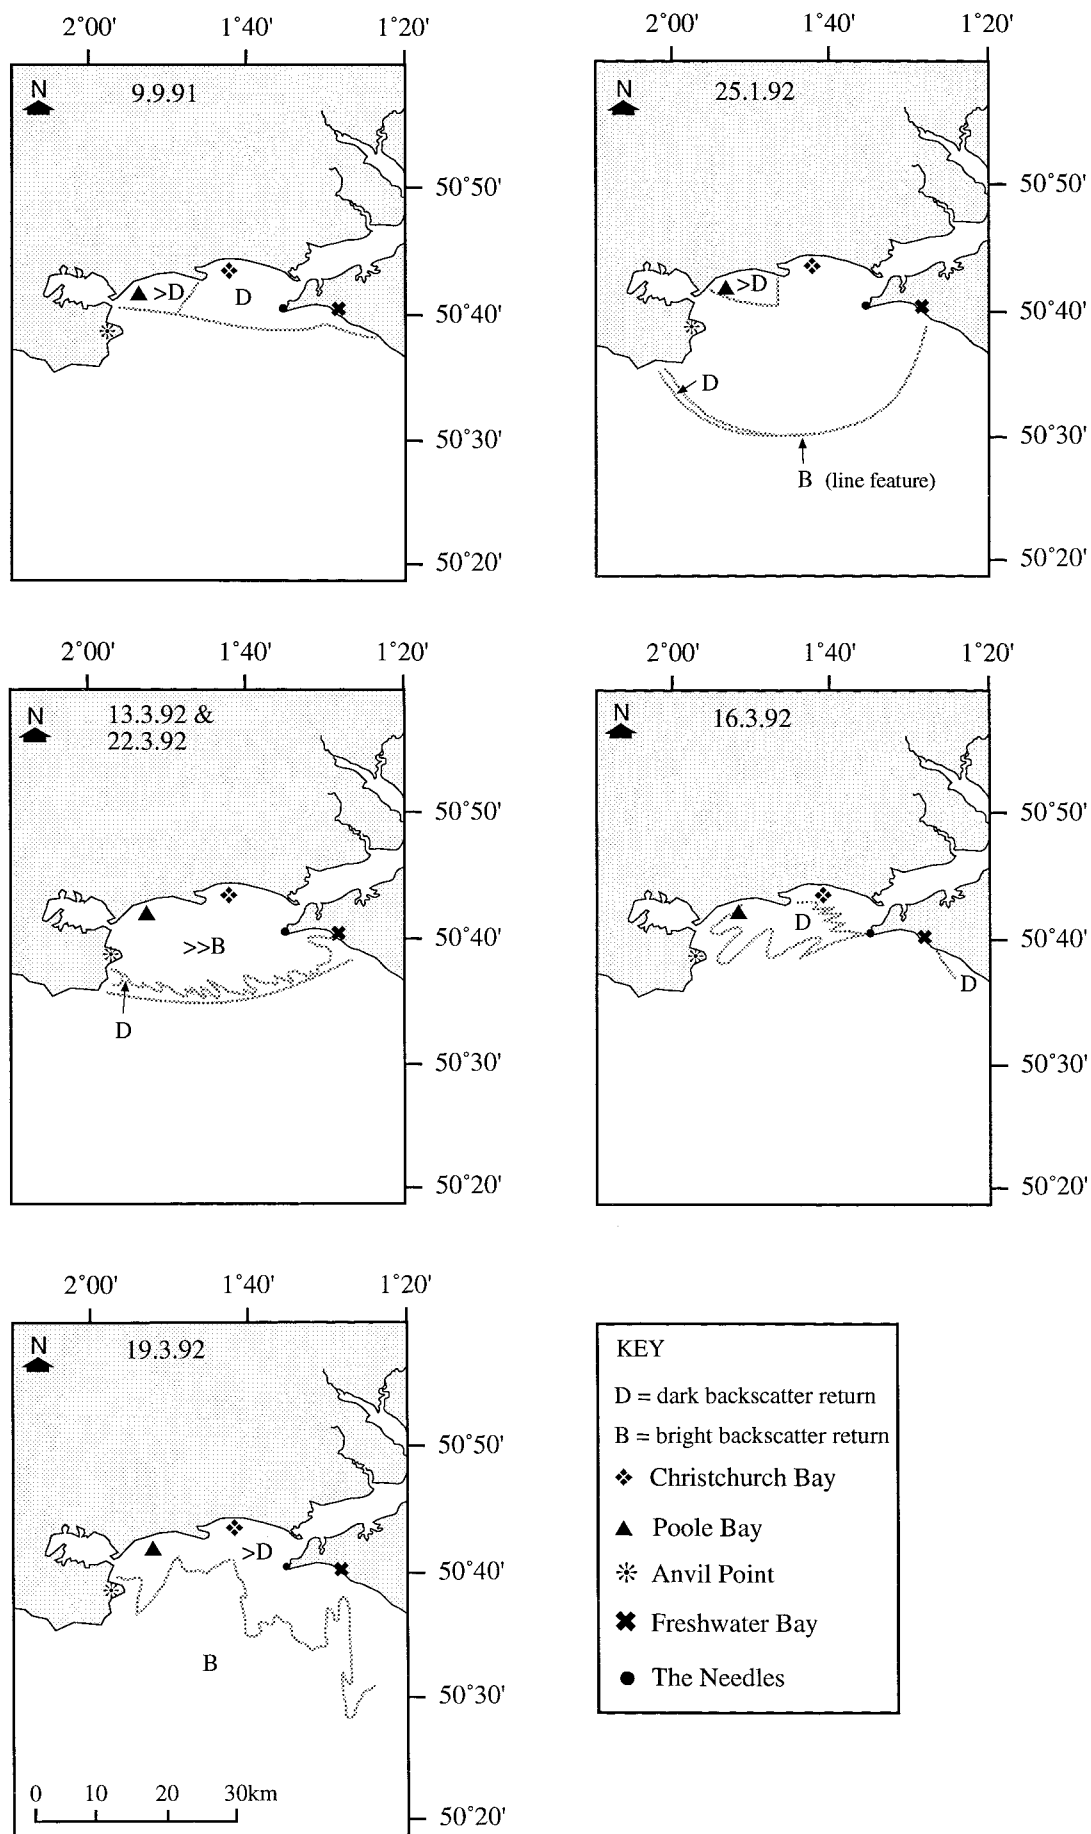 2°00' 1°40' 1°20'
N
9.9.91
50°50'
>D
D
50°40'
50°30'
50°20'
2°00' 1°40' 1°20'
N
25.1.92
50°50'
>D
50°40'
D
50°30'
B (line feature)
50°20'
2°00' 1°40' 1°20'
N
13.3.92 &
22.3.92
50°50'
50°40'
>>B
D
50°30'
50°20'
2°00' 1°40' 1°20'
N
16.3.92
50°50'
D
50°40'
D
50°30'
50°20'
2°00' 1°40' 1°20'
N
19.3.92
50°50'
>D
50°40'
B
50°30'
0 10 20 30km
50°20'
KEY
D = dark backscatter return
B = bright backscatter return
Christchurch Bay
Poole Bay
Anvil Point
Freshwater Bay
The Needles